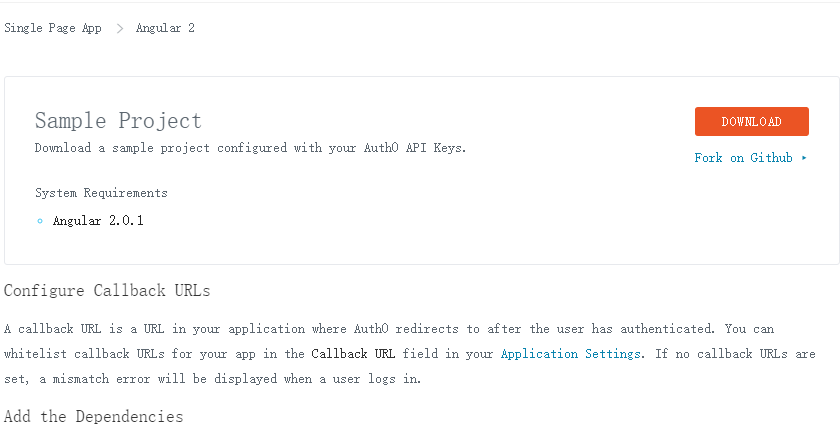 Single Page App > Angular 2
Sample Project
DOWNLOAD
Download a sample project configured with your Auth0 API Keys.
Fork on Github ▸
System Requirements
Angular 2.0.1
Configure Callback URLs
A callback URL is a URL in your application where Auth0 redirects to after the user has authenticated. You can
whitelist callback URLs for your app in the Callback URL field in your Application Settings. If no callback URLs are
set, a mismatch error will be displayed when a user logs in.
Add the Dependencies